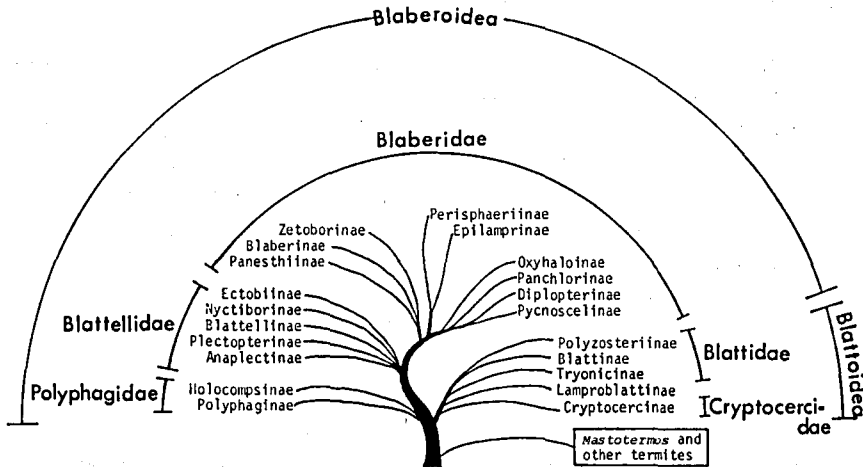 Blaberoidea
Blaberidae
Perisphaeriinae
Epilamprinae
Zetoborinae
Blaberinae
Panesthiinae
Oxyhaloinae
Panchlorinae
Diplopterinae
Pycnoscelinae
Blattellidae
Ectobiinae
Nyctiborinae
Blattellinae
Plectopterinae
Anaplectinae
Polyphagidae
Holocompsinae
Polyphaginae
Polyzosteriinae
Blattinae
Tryonicinae
Lamproblattinae
Cryptocercinae
Blattidae
Cryptocerci-
dae
Blattoidea
Mastotermos and
other termites